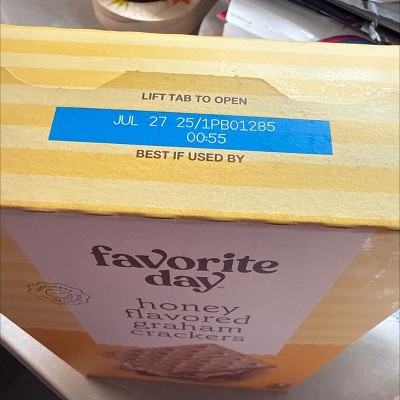 LIFT TAB TO OPEN
JUL 27 25/1PB01285
00:55
BEST IF USED BY
favorite
day
honey
flavored
graham
crackers